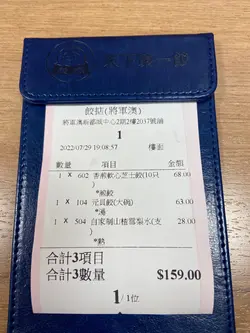 餃掂(將軍澳)
將軍澳新都城中心2期2樓2037號舖
1
2022/07/29 19:08:57 樓面
數量 項目 金額
1 X 602 香煎軟心芝士餃(10只) 68.00
*煎餃
1 X 104 元貝餃(大碗) 63.00
*湯
1 X 504 自家制山楂雪梨水(支) 28.00
*熱
合計3項目
合計3數量 $159.00
1/1位